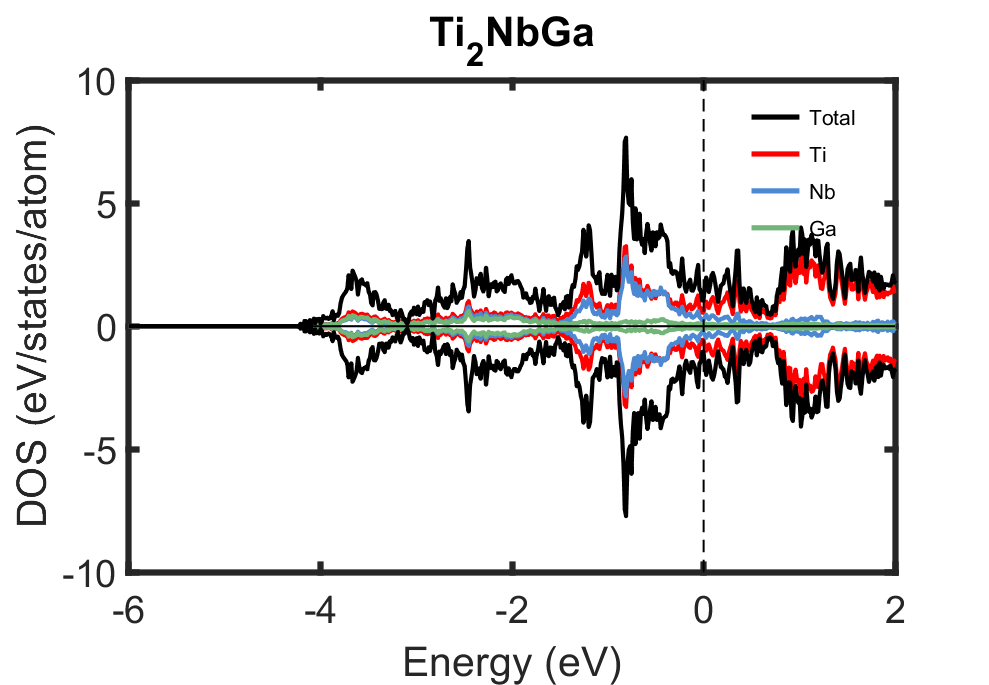 Ti2NbGa
10
5
0
-5
-10
DOS (eV/states/atom)
Total
Ti
Nb
Ga
-6 -4 -2 0 2
Energy (eV)